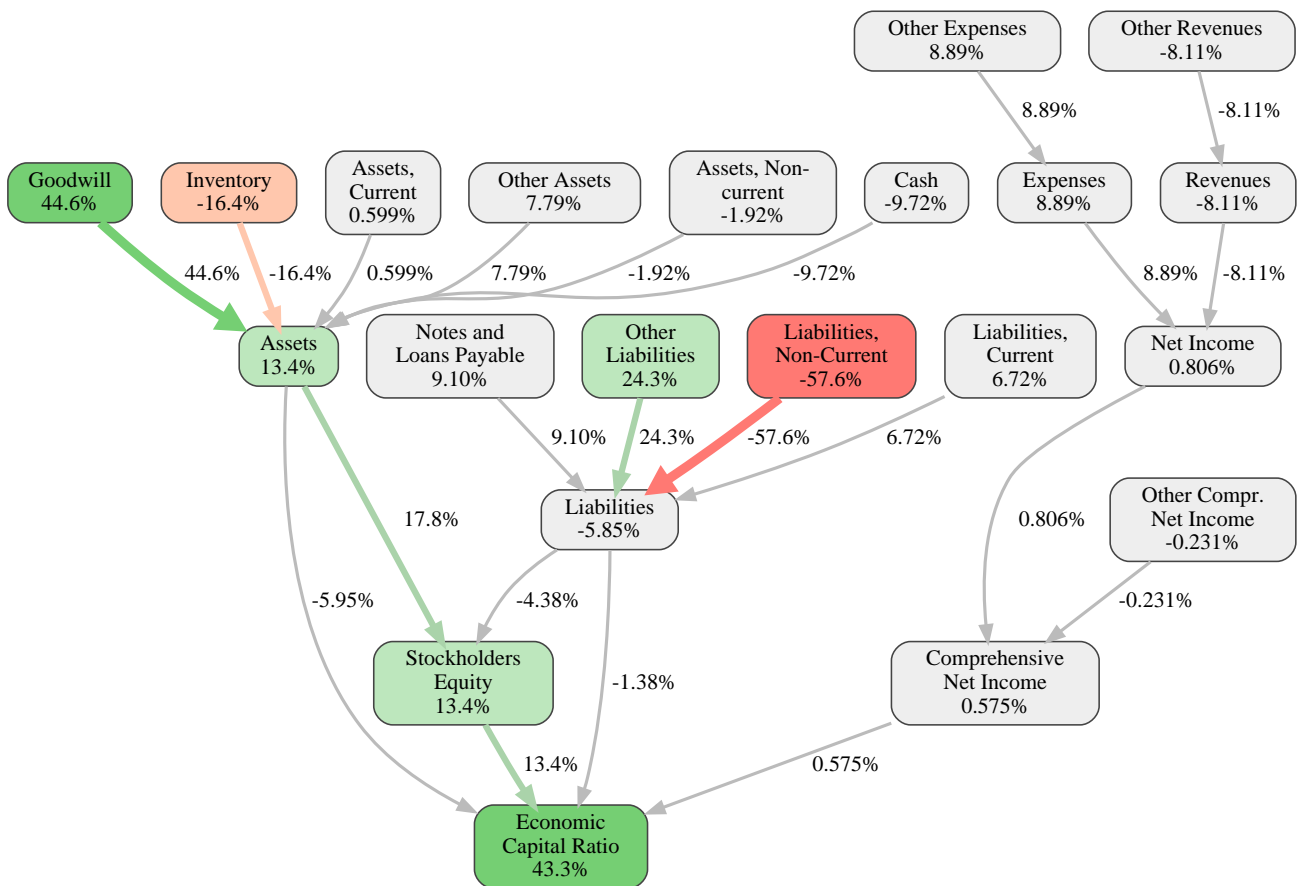 Other Expenses
8.89%
Other Revenues
-8.11%
8.89%
-8.11%
Goodwill
44.6%
Inventory
-16.4%
Assets,
Current
0.599%
Other Assets
7.79%
Assets, Non-
current
-1.92%
Cash
-9.72%
Expenses
8.89%
Revenues
-8.11%
44.6%
-16.4%
0.599%
7.79%
-1.92%
-9.72%
8.89%
-8.11%
Assets
13.4%
Notes and
Loans Payable
9.10%
Other
Liabilities
24.3%
Liabilities,
Non-Current
-57.6%
Liabilities,
Current
6.72%
Net Income
0.806%
9.10%
24.3%
-57.6%
6.72%
17.8%
Liabilities
-5.85%
0.806%
Other Compr.
Net Income
-0.231%
-5.95%
-4.38%
-0.231%
Stockholders
Equity
13.4%
-1.38%
Comprehensive
Net Income
0.575%
13.4%
0.575%
Economic
Capital Ratio
43.3%